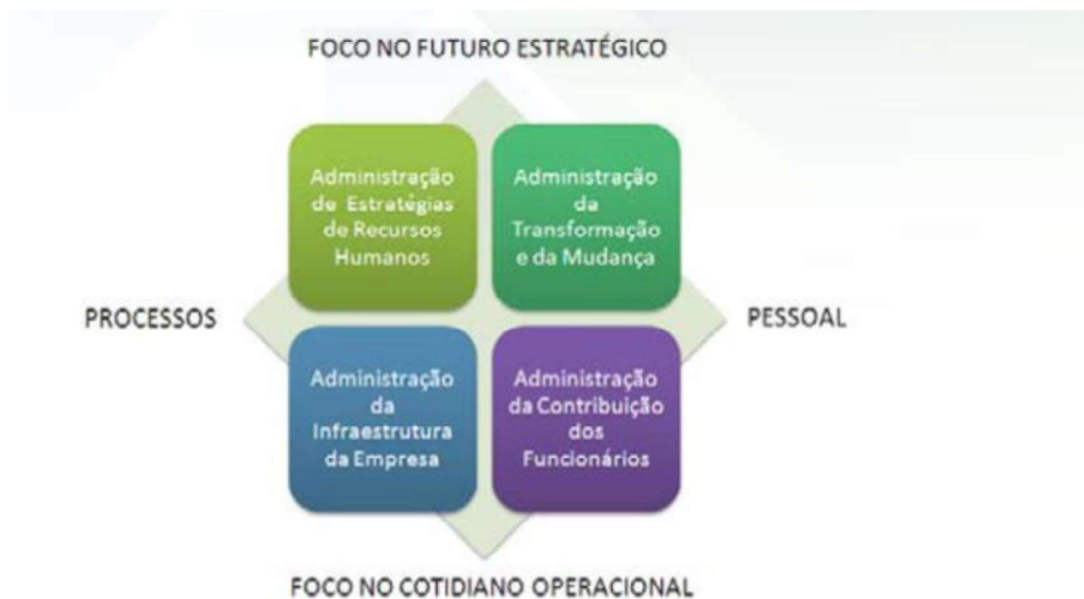 FOCO NO FUTURO ESTRATÉGICO
Administração
de Estratégias
de Recursos
Humanos
Administração
da
Transformação
e da Mudança
PROCESSOS
PESSOAL
Administração
da
Infraestrutura
da Empresa
Administração
da Contribuição
dos
Funcionários
FOCO NO COTIDIANO OPERACIONAL